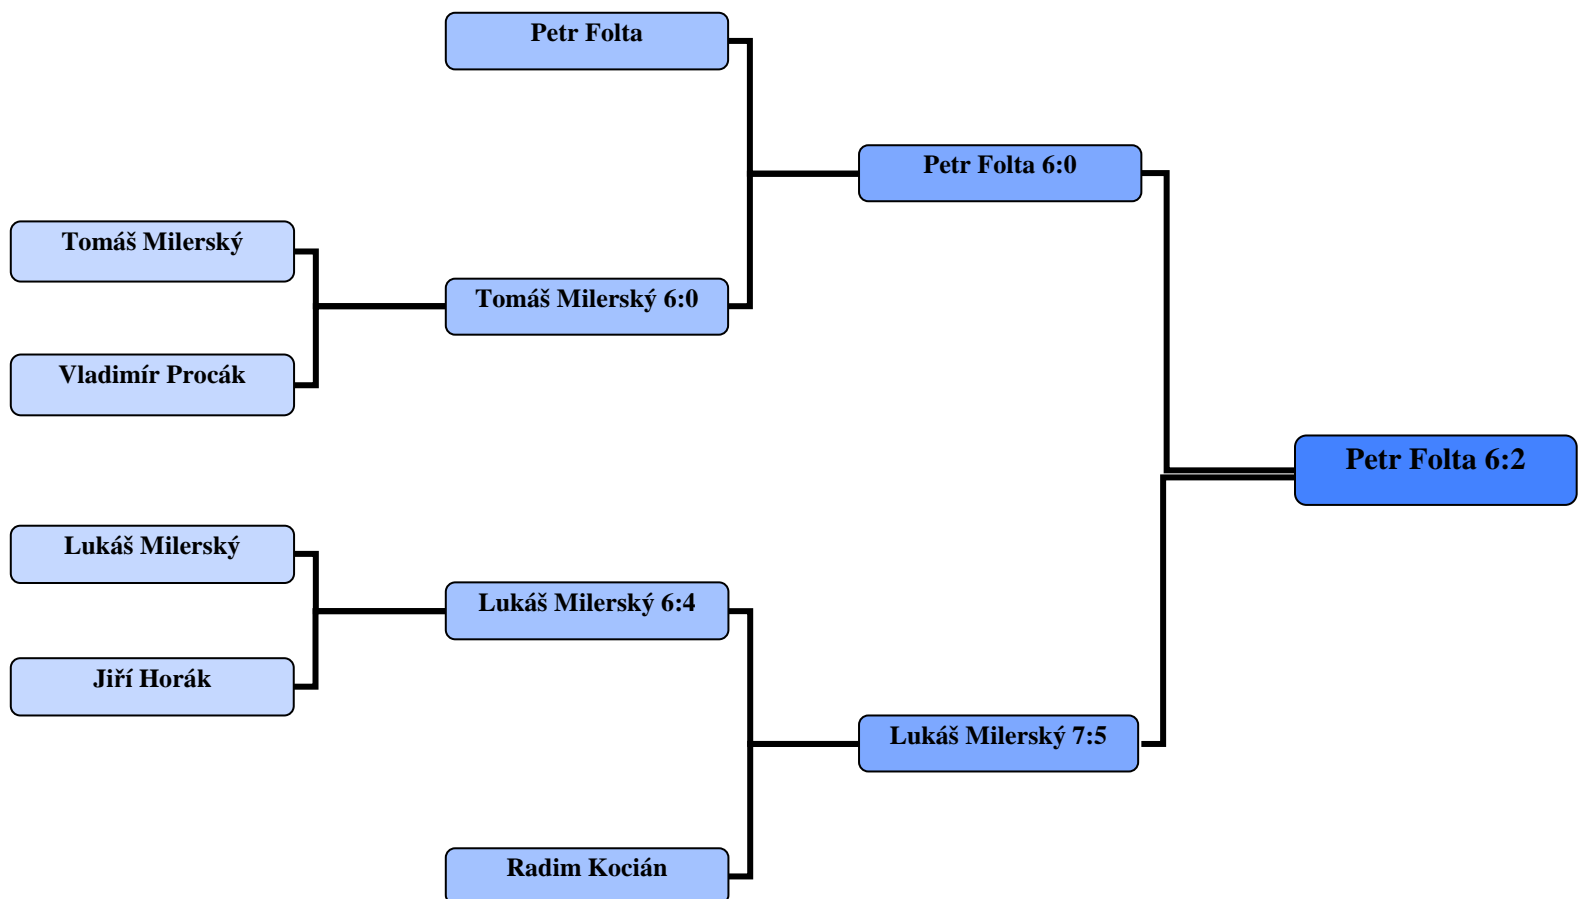 Petr Folta
Petr Folta 6:0
Tomáš Milerský
Tomáš Milerský 6:0
Vladimír Procák
Petr Folta 6:2
Lukáš Milerský
Lukáš Milerský 6:4
Jiří Horák
Lukáš Milerský 7:5
Radim Kocián